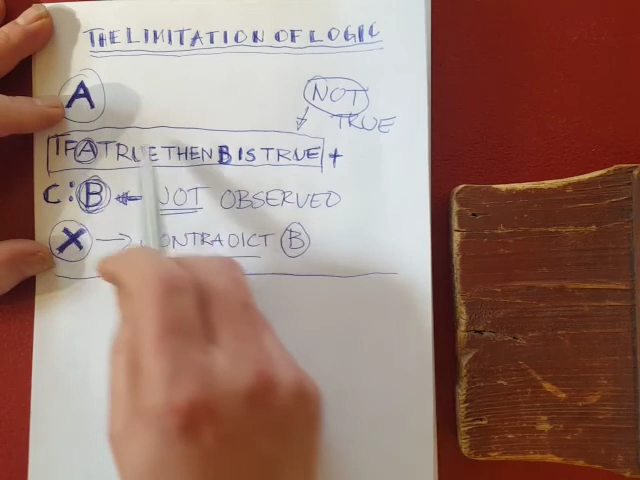 THE LIMITATION OF LOGIC
A
NOT
TRUE
IF A TRUE THEN B IS TRUE +
C: B ← NOT OBSERVED
X → CONTRADICT B